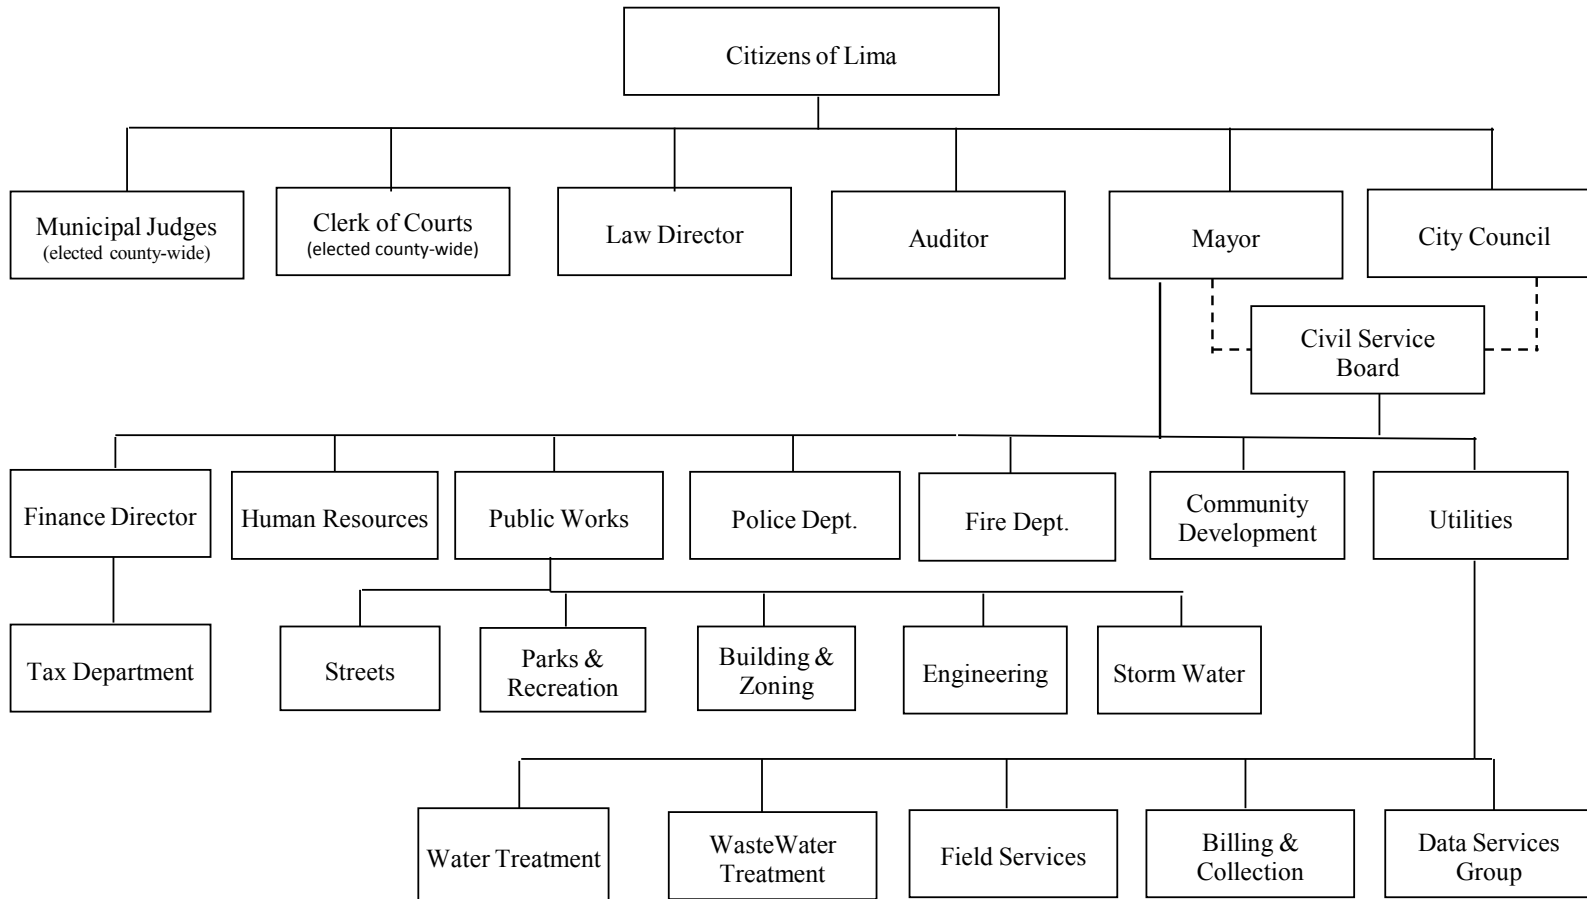 Citizens of Lima
Municipal Judges
(elected county-wide)
Clerk of Courts
(elected county-wide)
Law Director
Auditor
Mayor
City Council
Civil Service
Board
Finance Director
Human Resources
Public Works
Police Dept.
Fire Dept.
Community
Development
Utilities
Tax Department
Streets
Parks &
Recreation
Building &
Zoning
Engineering
Storm Water
Water Treatment
WasteWater
Treatment
Field Services
Billing &
Collection
Data Services
Group